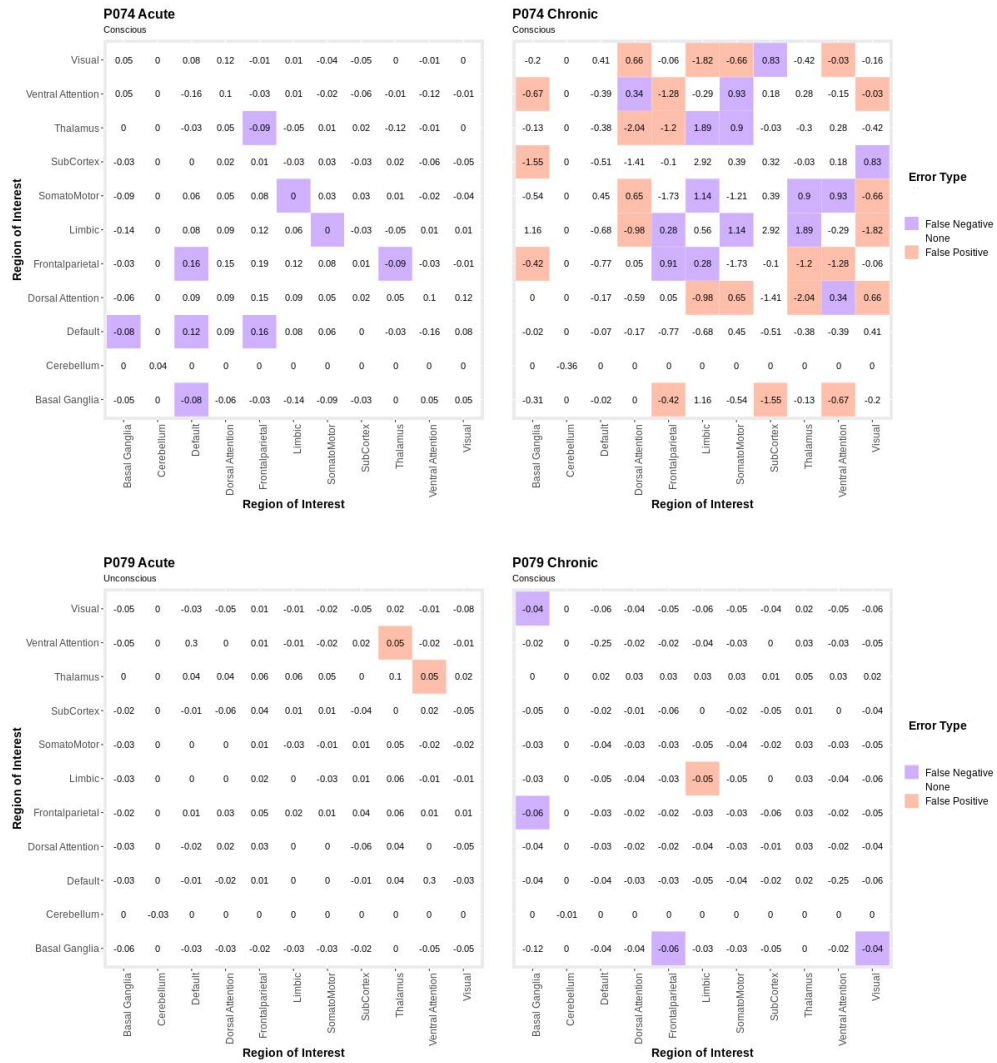 P074 Acute
Conscious
Visual 0.05 0 0.08 0.12 -0.01 0.01 -0.04 -0.05 0 -0.01 0
Ventral Attention 0.05 0 -0.16 0.1 -0.03 0.01 -0.02 -0.06 -0.01 -0.12 -0.01
Thalamus 0 0 -0.03 0.05 -0.09 -0.05 0.01 0.02 -0.12 -0.01 0
SubCortex -0.03 0 0 0.02 0.01 -0.03 0.03 -0.03 0.02 -0.06 -0.05
SomatoMotor -0.09 0 0.06 0.05 0.08 0 0.03 0.03 0.01 -0.02 -0.04
Limbic -0.14 0 0.08 0.09 0.12 0.06 0 -0.03 -0.05 0.01 0.01
Frontalparietal -0.03 0 0.16 0.15 0.19 0.12 0.08 0.01 -0.09 -0.03 -0.01
Dorsal Attention -0.06 0 0.09 0.09 0.15 0.09 0.05 0.02 0.05 0.1 0.12
Default -0.08 0 0.12 0.09 0.16 0.08 0.06 0 -0.03 -0.16 0.08
Cerebellum 0 0.04 0 0 0 0 0 0 0 0 0
Basal Ganglia -0.05 0 -0.08 -0.06 -0.03 -0.14 -0.09 -0.03 0 0.05 0.05
Region of Interest
Basal Ganglia
Cerebellum
Default
Dorsal Attention
Frontalparietal
Limbic
SomatoMotor
SubCortex
Thalamus
Ventral Attention
Visual
Region of Interest
P074 Chronic
Conscious
-0.2 0 0.41 0.66 -0.06 -1.82 -0.66 0.83 -0.42 -0.03 -0.16
-0.67 0 -0.39 0.34 -1.28 -0.29 0.93 0.18 0.28 -0.15 -0.03
-0.13 0 -0.38 -2.04 -1.2 1.89 0.9 -0.03 -0.3 0.28 -0.42
-1.55 0 -0.51 -1.41 -0.1 2.92 0.39 0.32 -0.03 0.18 0.83
-0.54 0 0.45 0.65 -1.73 1.14 -1.21 0.39 0.9 0.93 -0.66
1.16 0 -0.68 -0.98 0.28 0.56 1.14 2.92 1.89 -0.29 -1.82
-0.42 0 -0.77 0.05 0.91 0.28 -1.73 -0.1 -1.2 -1.28 -0.06
0 0 -0.17 -0.59 0.05 -0.98 0.65 -1.41 -2.04 0.34 0.66
-0.02 0 -0.07 -0.17 -0.77 -0.68 0.45 -0.51 -0.38 -0.39 0.41
0 -0.36 0 0 0 0 0 0 0 0 0
-0.31 0 -0.02 0 -0.42 1.16 -0.54 -1.55 -0.13 -0.67 -0.2
Basal Ganglia
Cerebellum
Default
Dorsal Attention
Frontalparietal
Limbic
SomatoMotor
SubCortex
Thalamus
Ventral Attention
Visual
Region of Interest
Error Type
False Negative
None
False Positive
P079 Acute
Unconscious
Visual -0.05 0 -0.03 -0.05 0.01 -0.01 -0.02 -0.05 0.02 -0.01 -0.08
Ventral Attention -0.05 0 0.3 0 0.01 -0.01 -0.02 0.02 0.05 -0.02 -0.01
Thalamus 0 0 0.04 0.04 0.06 0.06 0.05 0 0.1 0.05 0.02
SubCortex -0.02 0 -0.01 -0.06 0.04 0.01 0.01 -0.04 0 0.02 -0.05
SomatoMotor -0.03 0 0 0 0.01 -0.03 -0.01 0.01 0.05 -0.02 -0.02
Limbic -0.03 0 0 0 0.02 0 -0.03 0.01 0.06 -0.01 -0.01
Frontalparietal -0.02 0 0.01 0.03 0.05 0.02 0.01 0.04 0.06 0.01 0.01
Dorsal Attention -0.03 0 -0.02 0.02 0.03 0 0 -0.06 0.04 0 -0.05
Default -0.03 0 -0.01 -0.02 0.01 0 0 -0.01 0.04 0.3 -0.03
Cerebellum 0 -0.03 0 0 0 0 0 0 0 0 0
Basal Ganglia -0.06 0 -0.03 -0.03 -0.02 -0.03 -0.03 -0.02 0 -0.05 -0.05
Region of Interest
Basal Ganglia
Cerebellum
Default
Dorsal Attention
Frontalparietal
Limbic
SomatoMotor
SubCortex
Thalamus
Ventral Attention
Visual
Region of Interest
P079 Chronic
Conscious
-0.04 0 -0.06 -0.04 -0.05 -0.06 -0.05 -0.04 0.02 -0.05 -0.06
-0.02 0 -0.25 -0.02 -0.02 -0.04 -0.03 0 0.03 -0.03 -0.05
0 0 0.02 0.03 0.03 0.03 0.03 0.01 0.05 0.03 0.02
-0.05 0 -0.02 -0.01 -0.06 0 -0.02 -0.05 0.01 0 -0.04
-0.03 0 -0.04 -0.03 -0.03 -0.05 -0.04 -0.02 0.03 -0.03 -0.05
-0.03 0 -0.05 -0.04 -0.03 -0.05 -0.05 0 0.03 -0.04 -0.06
-0.06 0 -0.03 -0.02 -0.02 -0.03 -0.03 -0.06 0.03 -0.02 -0.05
-0.04 0 -0.03 -0.02 -0.02 -0.04 -0.03 -0.01 0.03 -0.02 -0.04
-0.04 0 -0.04 -0.03 -0.03 -0.05 -0.04 -0.02 0.02 -0.25 -0.06
0 -0.01 0 0 0 0 0 0 0 0 0
-0.12 0 -0.04 -0.04 -0.06 -0.03 -0.03 -0.05 0 -0.02 -0.04
Basal Ganglia
Cerebellum
Default
Dorsal Attention
Frontalparietal
Limbic
SomatoMotor
SubCortex
Thalamus
Ventral Attention
Visual
Region of Interest
Error Type
False Negative
None
False Positive